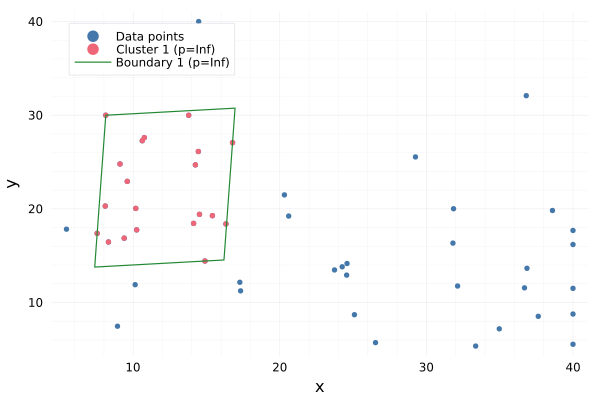 40
Data points
Cluster 1 (p=Inf)
Boundary 1 (p=Inf)
30
y
20
10
10 20 30 40
x